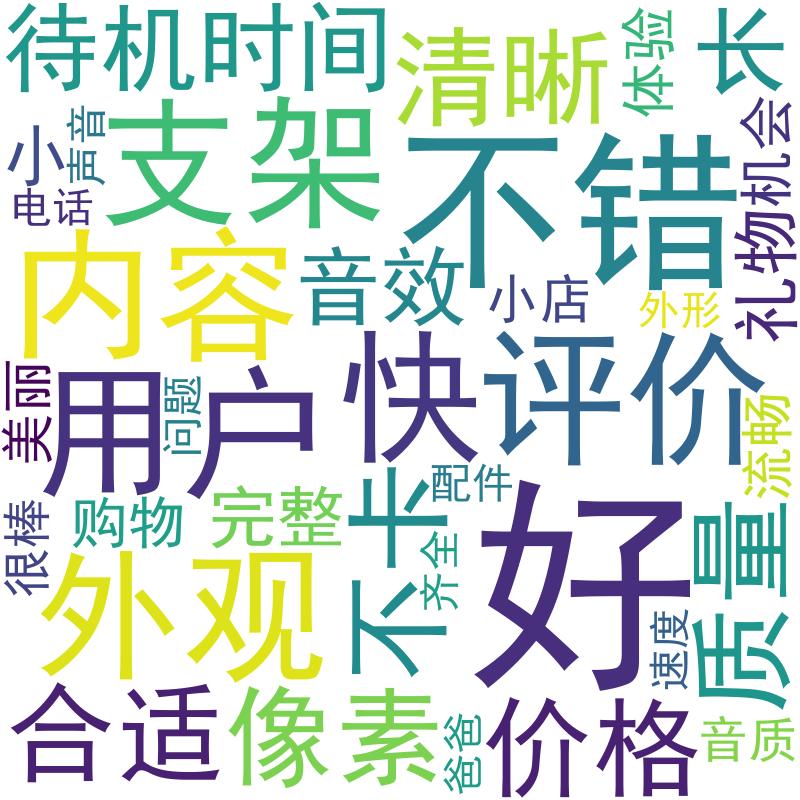 待机时间
清晰
体验
长
小
声音
电话
支架
不错
礼物机会
内容
音效
小店
外形
美丽
用户
问题
快
评价
流畅
很棒
购物
完整
不卡
配件
齐全
好
质量
外观
速度
合适
像素
爸爸
价格
音质